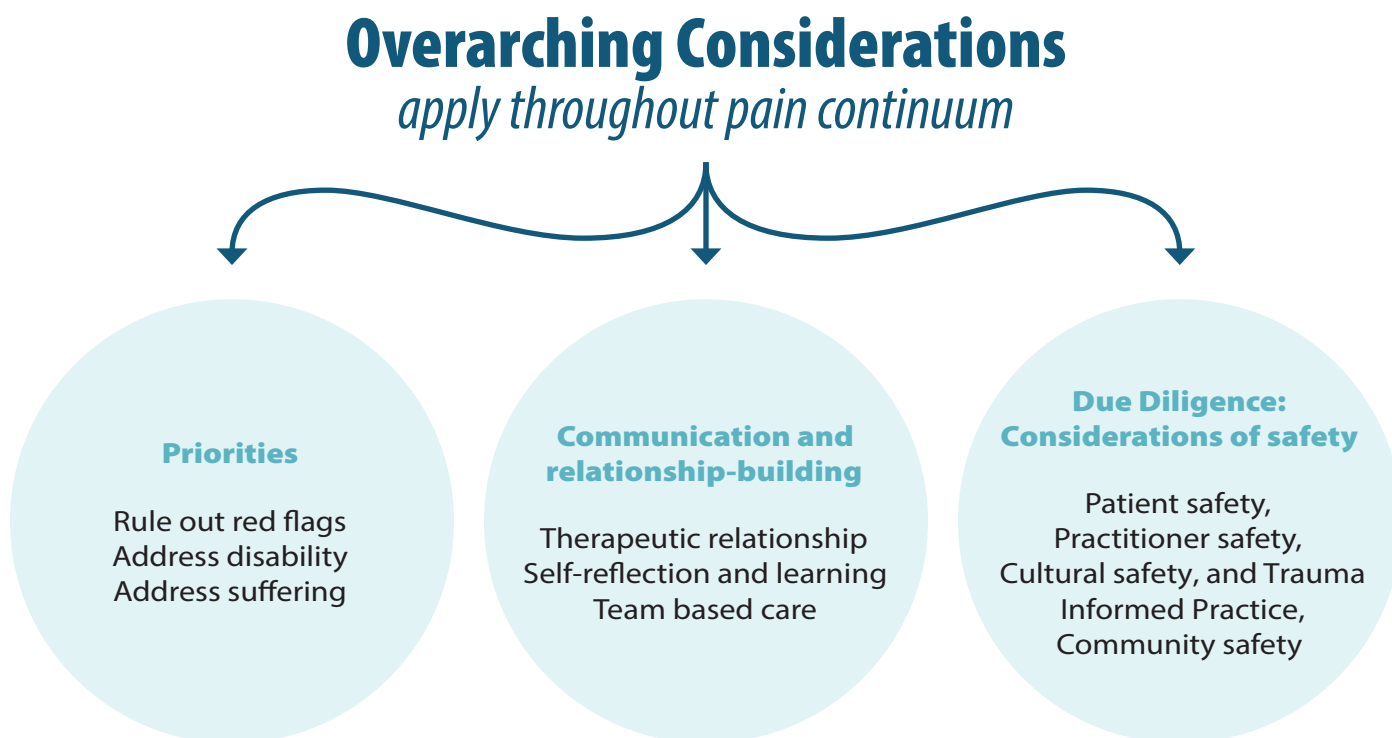 Overarching Considerations
apply throughout pain continuum
Priorities
Rule out red flags
Address disability
Address suffering
Communication and
relationship-building
Therapeutic relationship
Self-reflection and learning
Team based care
Due Diligence:
Considerations of safety
Patient safety,
Practitioner safety,
Cultural safety, and Trauma
Informed Practice,
Community safety